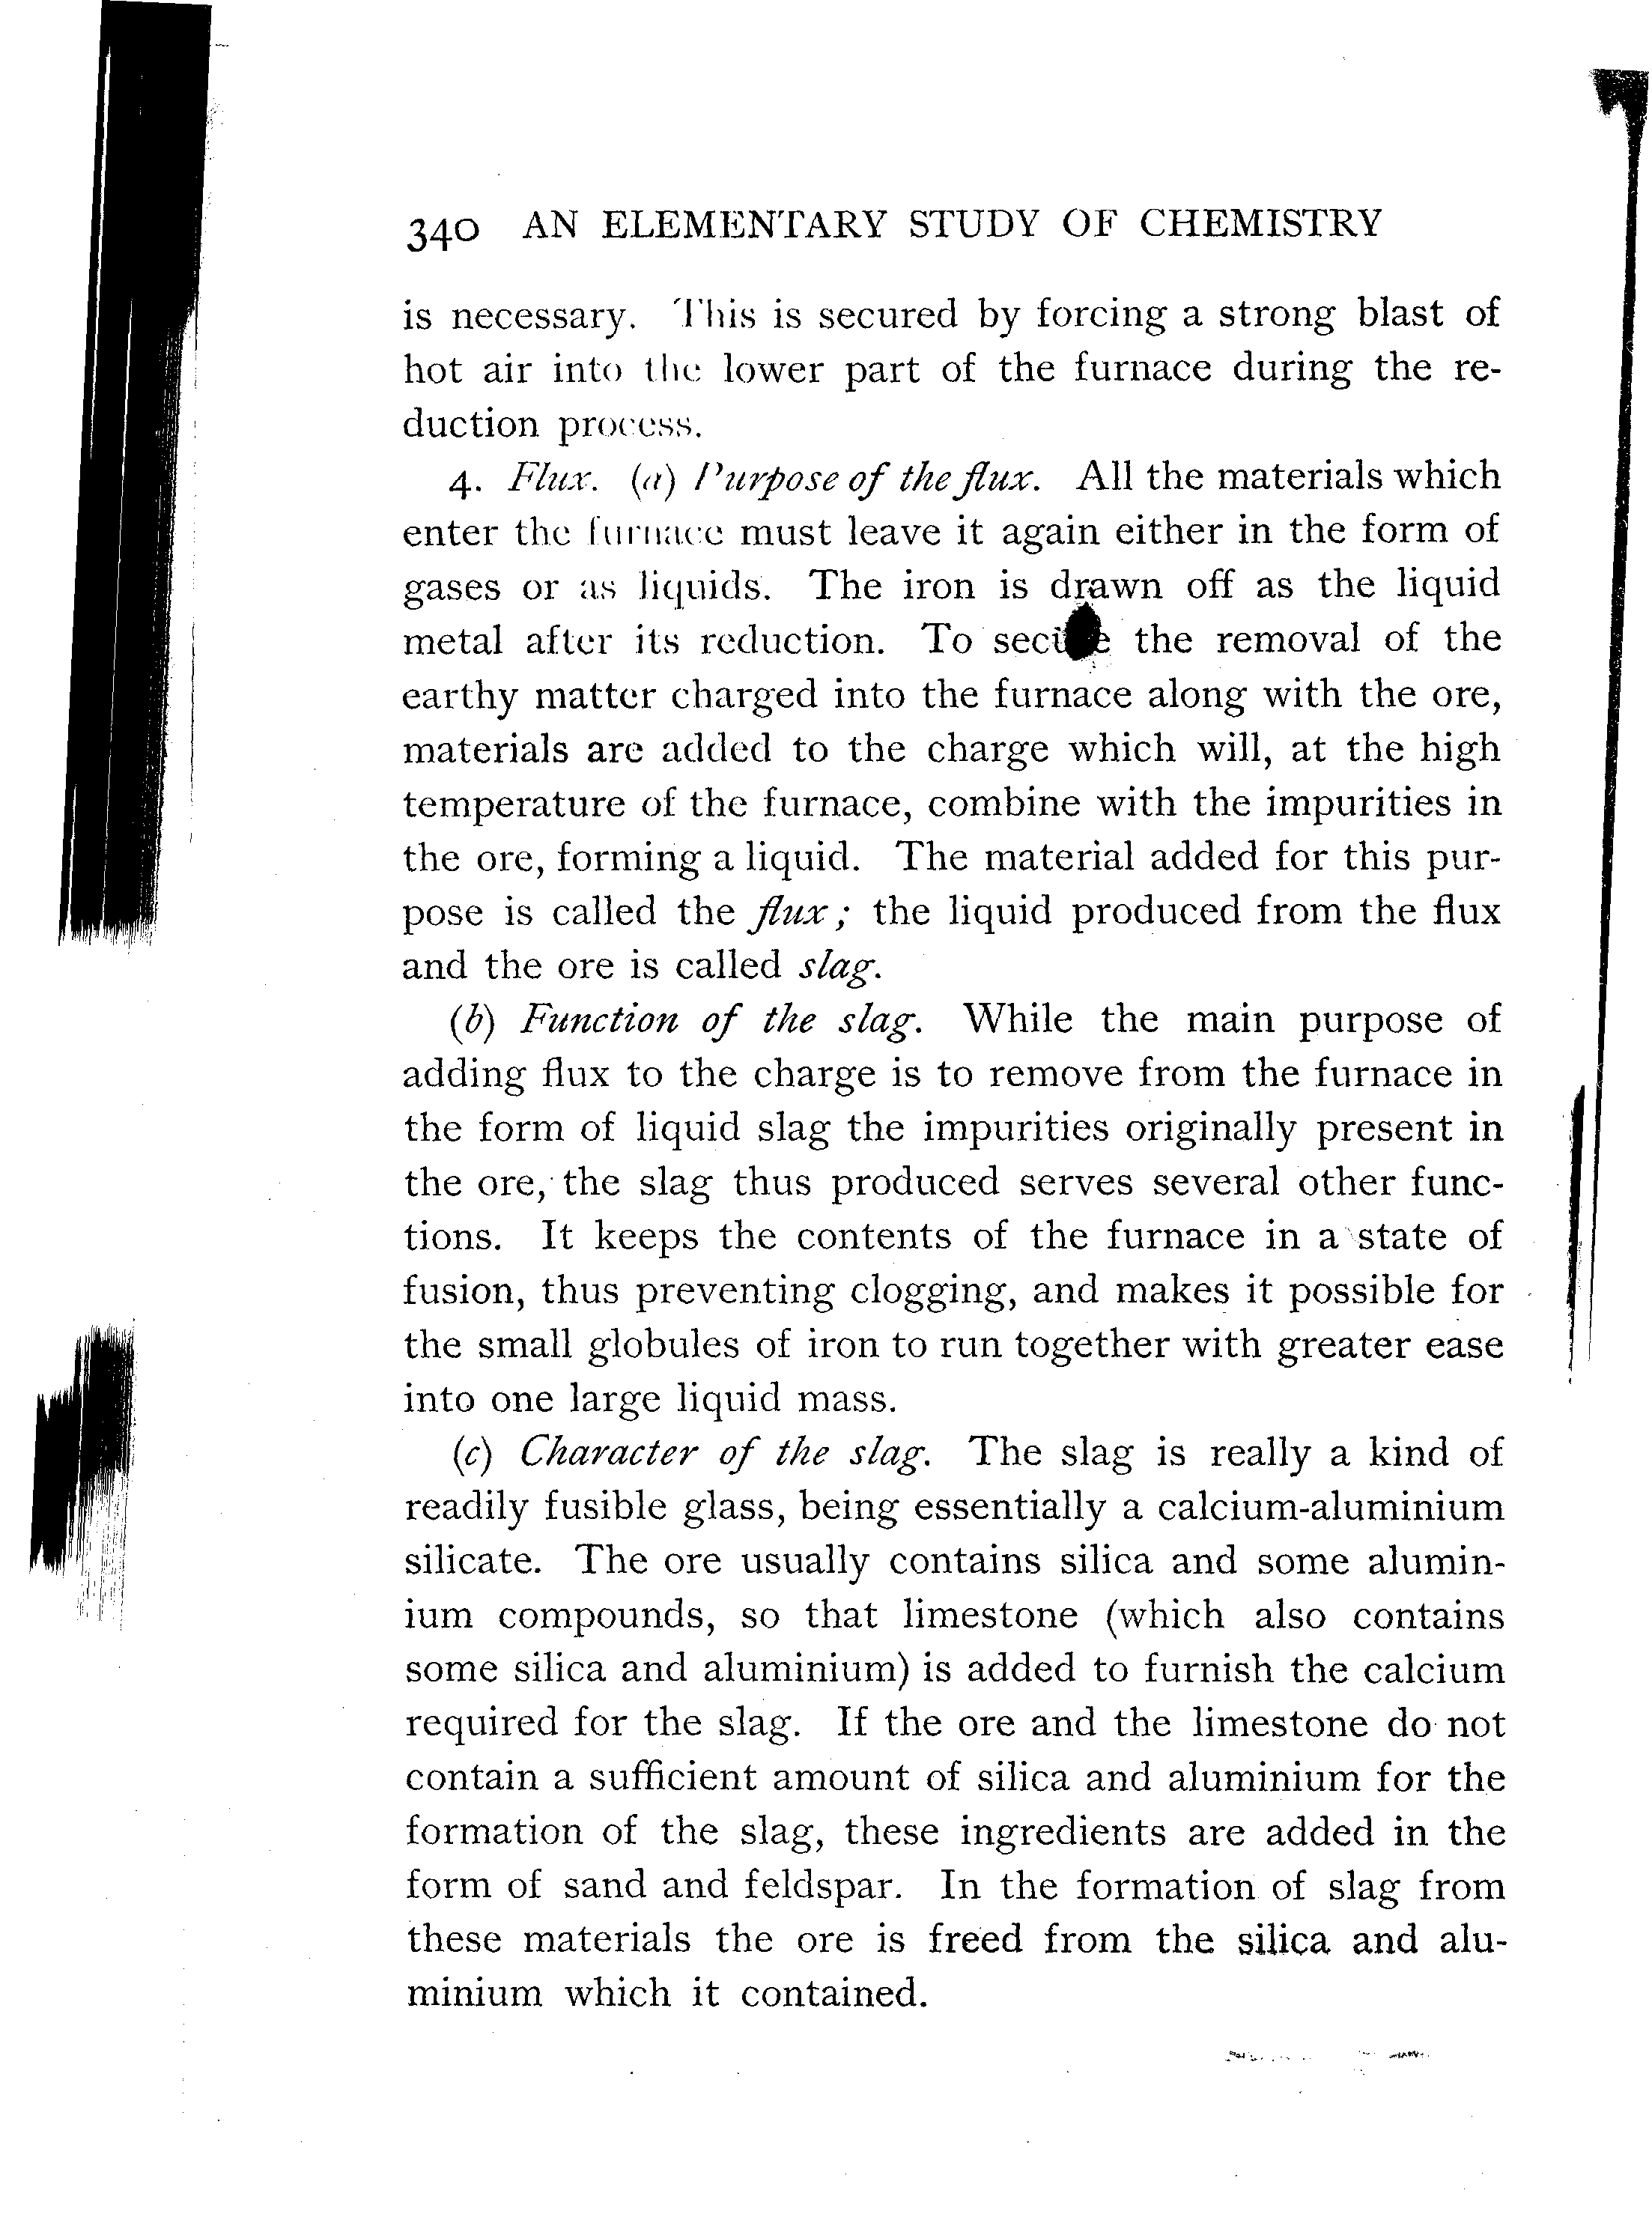 340 AN ELEMENTARY STUDY OF CHEMISTRY
is necessary. This is secured by forcing a strong blast of
hot air into the lower part of the furnace during the re-
duction process.
4. Flux. (a) Purpose of the flux. All the materials which
enter the furnace must leave it again either in the form of
gases or as liquids. The iron is drawn off as the liquid
metal after its reduction. To secure the removal of the
earthy matter charged into the furnace along with the ore,
materials are added to the charge which will, at the high
temperature of the furnace, combine with the impurities in
the ore, forming a liquid. The material added for this pur-
pose is called the flux; the liquid produced from the flux
and the ore is called slag.
(b) Function of the slag. While the main purpose of
adding flux to the charge is to remove from the furnace in
the form of liquid slag the impurities originally present in
the ore, the slag thus produced serves several other func-
tions. It keeps the contents of the furnace in a state of
fusion, thus preventing clogging, and makes it possible for
the small globules of iron to run together with greater ease
into one large liquid mass.
(c) Character of the slag. The slag is really a kind of
readily fusible glass, being essentially a calcium-aluminium
silicate. The ore usually contains silica and some alumin-
ium compounds, so that limestone (which also contains
some silica and aluminium) is added to furnish the calcium
required for the slag. If the ore and the limestone do not
contain a sufficient amount of silica and aluminium for the
formation of the slag, these ingredients are added in the
form of sand and feldspar. In the formation of slag from
these materials the ore is freed from the silica and alu-
minium which it contained.